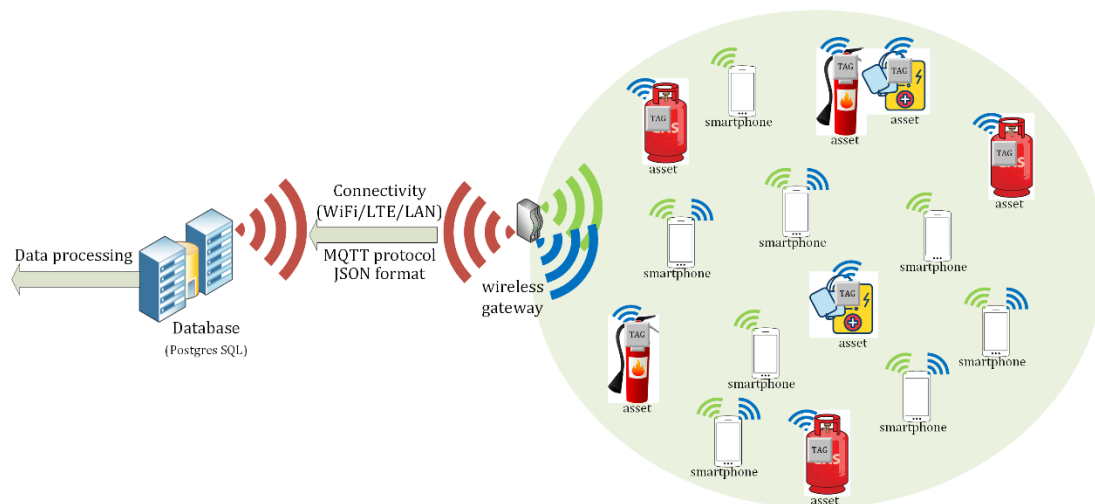 Data processing
Database
(Postgres SQL)
Connectivity
(WiFi/LTE/LAN)
MQTT protocol
JSON format
wireless
gateway
TAG
asset
smartphone
TAG
asset
TAG
asset
TAG
asset
smartphone
smartphone
smartphone
TAG
asset
TAG
asset
smartphone
smartphone
smartphone
smartphone
TAG
asset